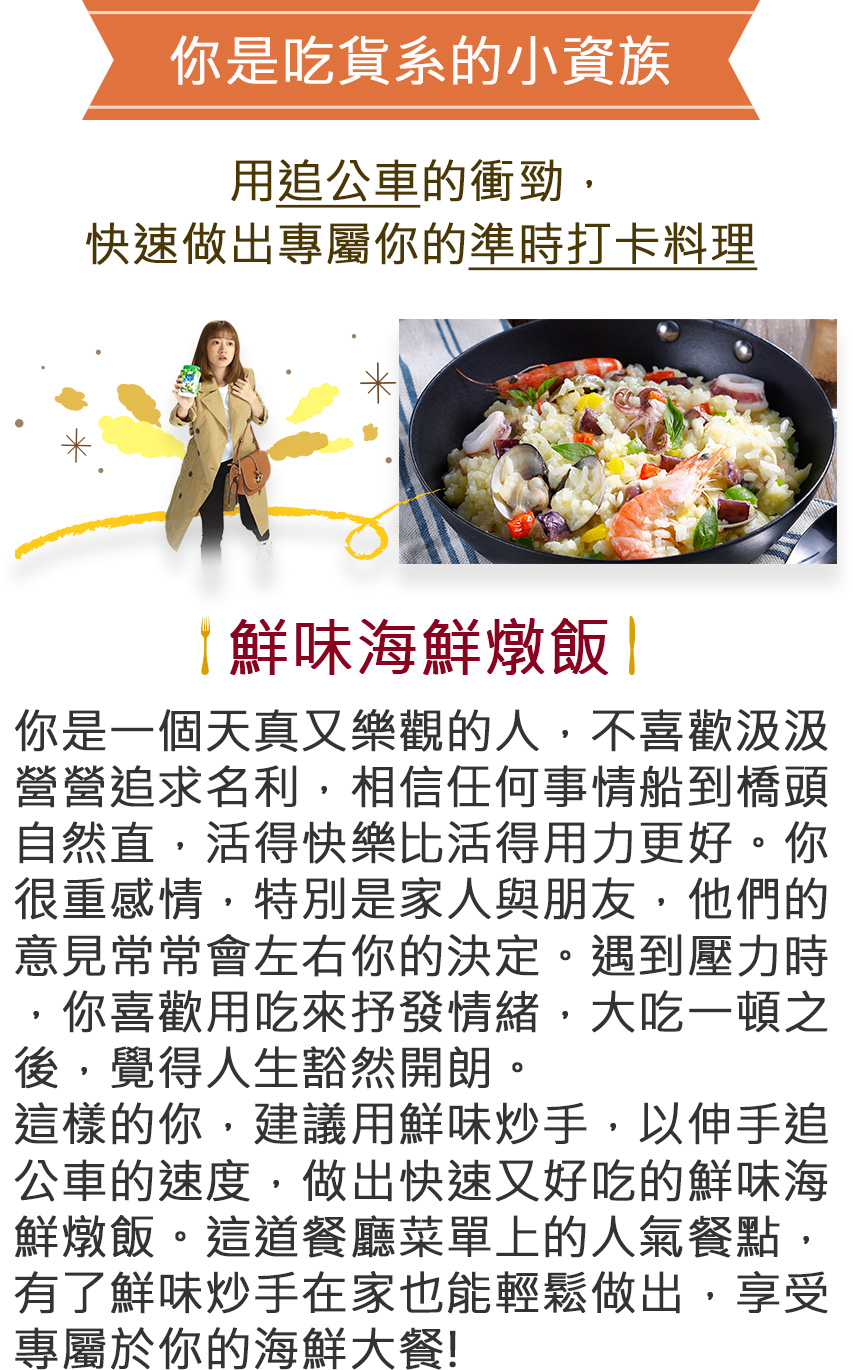 你是吃貨系的小資族
用追公車的衝勁，
快速做出專屬你的準時打卡料理
鮮味海鮮燉飯
你是一個天真又樂觀的人，不喜歡汲汲
營營追求名利，相信任何事情船到橋頭
自然直，活得快樂比活得用力更好。你
很重感情，特別是家人與朋友，他們的
意見常常會左右你的決定。遇到壓力時
，你喜歡用吃來抒發情緒，大吃一頓之
後，覺得人生豁然開朗。
這樣的你，建議用鮮味炒手，以伸手追
公車的速度，做出快速又好吃的鮮味海
鮮燉飯。這道餐廳菜單上的人氣餐點，
有了鮮味炒手在家也能輕鬆做出，享受
專屬於你的海鮮大餐!